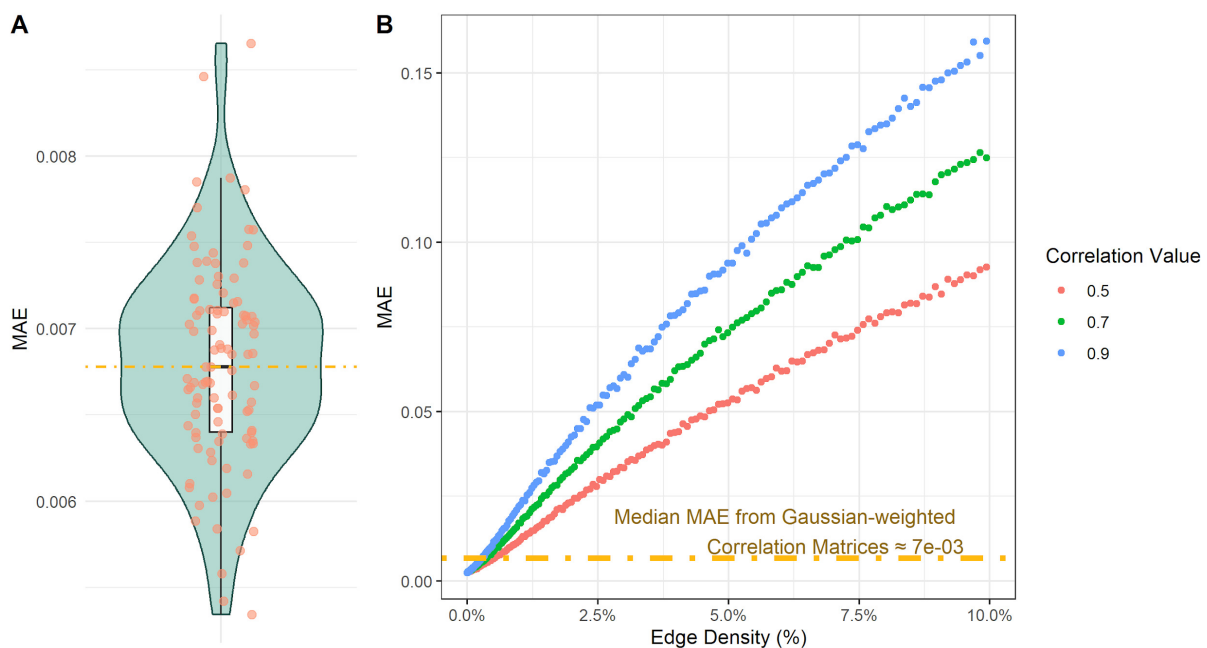 A
MAE
0.008
0.007
0.006
B
MAE
0.15
0.10
0.05
0.00
Median MAE from Gaussian-weighted
Correlation Matrices ≈ 7e-03
0.0%
2.5%
5.0%
7.5%
10.0%
Edge Density (%)
Correlation Value
0.5
0.7
0.9